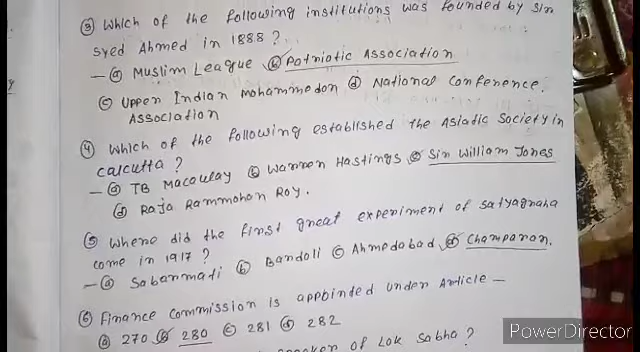 ③ Which of the following institutions was founded by Sir
Syed Ahmed in 1888 ?
— ⓐ Muslim League ⓑ Patriotic Association
ⓒ Upper Indian Mohammedon ⓓ National Conference.
Association
④ Which of the following established the Asiatic Society in
Calcutta ?
— ⓐ TB Macaulay ⓑ Warren Hastings ⓒ Sir William Jones
ⓓ Raja Rammohan Roy.
⑤ Where did the first great experiment of satyagraha
come in 1917 ?
— ⓐ Sabarmati ⓑ Bardoli ⓒ Ahmedabad ⓓ Champaran.
⑥ Finance Commission is appointed under Article —
ⓐ 270 ⓑ 280 ⓒ 281 ⓓ 282
of Lok Sabha ?
PowerDirector